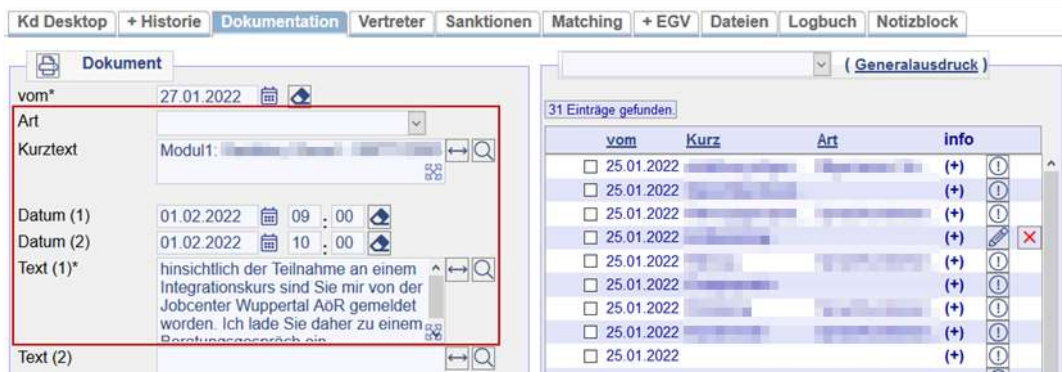 Kd Desktop + Historie Dokumentation Vertreter Sanktionen Matching + EGV Dateien Logbuch Notizblock
Dokument
vom* 27.01.2022
Art
Kurztext Modul1:
Datum (1) 01.02.2022 09 : 00
Datum (2) 01.02.2022 10 : 00
Text (1)* hinsichtlich der Teilnahme an einem
Integrationskurs sind Sie mir von der
Jobcenter Wuppertal AöR gemeldet
worden. Ich lade Sie daher zu einem
Beratungsgespräch ein
Text (2)
( Generalausdruck )
31 Einträge gefunden.
vom Kurz Art info
25.01.2022 (+)
25.01.2022 (+)
25.01.2022 (+)
25.01.2022 (+)
25.01.2022 (+)
25.01.2022 (+)
25.01.2022 (+)
25.01.2022 (+)
25.01.2022 (+)